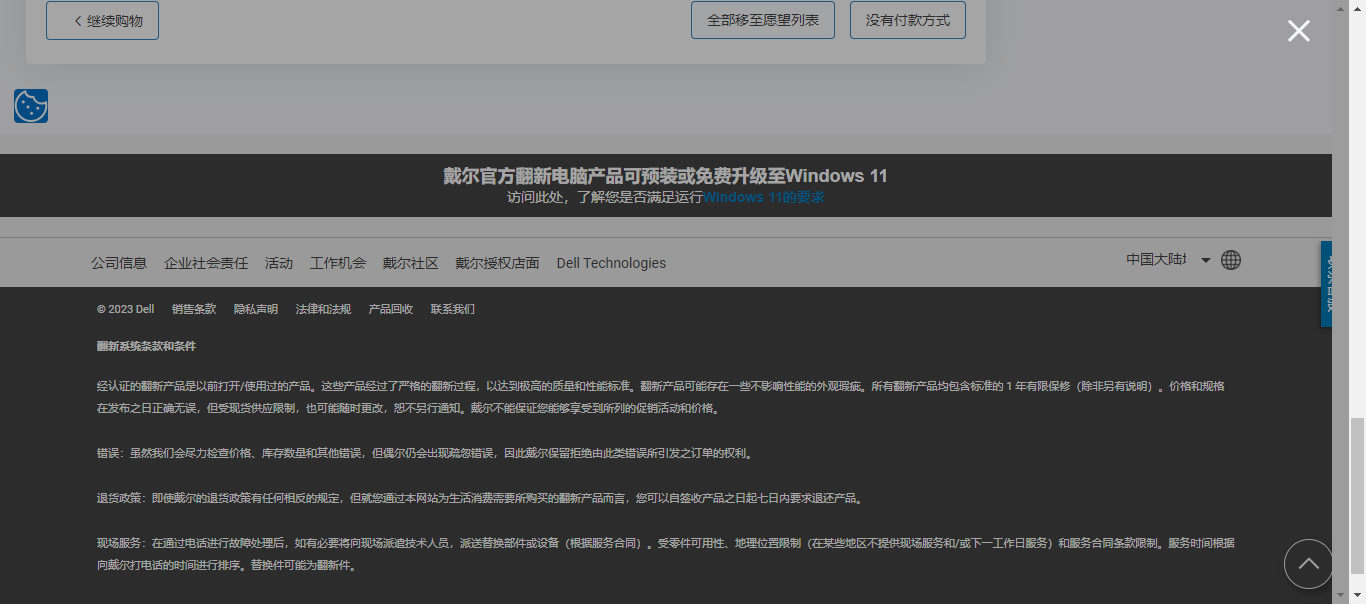 继续购物
全部移至愿望列表
没有付款方式
戴尔官方翻新电脑产品可预装或免费升级至Windows 11
访问此处，了解您是否满足运行Windows 11的要求
公司信息 企业社会责任 活动 工作机会 戴尔社区 戴尔授权店面 Dell Technologies
中国大陆
© 2023 Dell 销售条款 隐私声明 法律和法规 产品回收 联系我们
翻新系统条款和条件
经认证的翻新产品是以前打开/使用过的产品。这些产品经过了严格的翻新过程，以达到极高的质量和性能标准。翻新产品可能存在一些不影响性能的外观瑕疵。所有翻新产品均包含标准的 1 年有限保修（除非另有说明）。价格和规格
在发布之日正确无误，但受现货供应限制，也可能随时更改，恕不另行通知。戴尔不能保证您能够享受到所列的促销活动和价格。
错误：虽然我们会尽力检查价格、库存数量和其他错误，但偶尔仍会出现疏忽错误，因此戴尔保留拒绝由此类错误所引发之订单的权利。
退货政策：即使戴尔的退货政策有任何相反的规定，但就您通过本网站为生活消费需要所购买的翻新产品而言，您可以自签收产品之日起七日内要求退还产品。
现场服务：在通过电话进行故障处理后，如有必要将向现场派遣技术人员，派送替换部件或设备（根据服务合同）。受零件可用性、地理位置限制（在某些地区不提供现场服务和/或下一工作日服务）和服务合同条款限制。服务时间根据
向戴尔打电话的时间进行排序。替换件可能为翻新件。